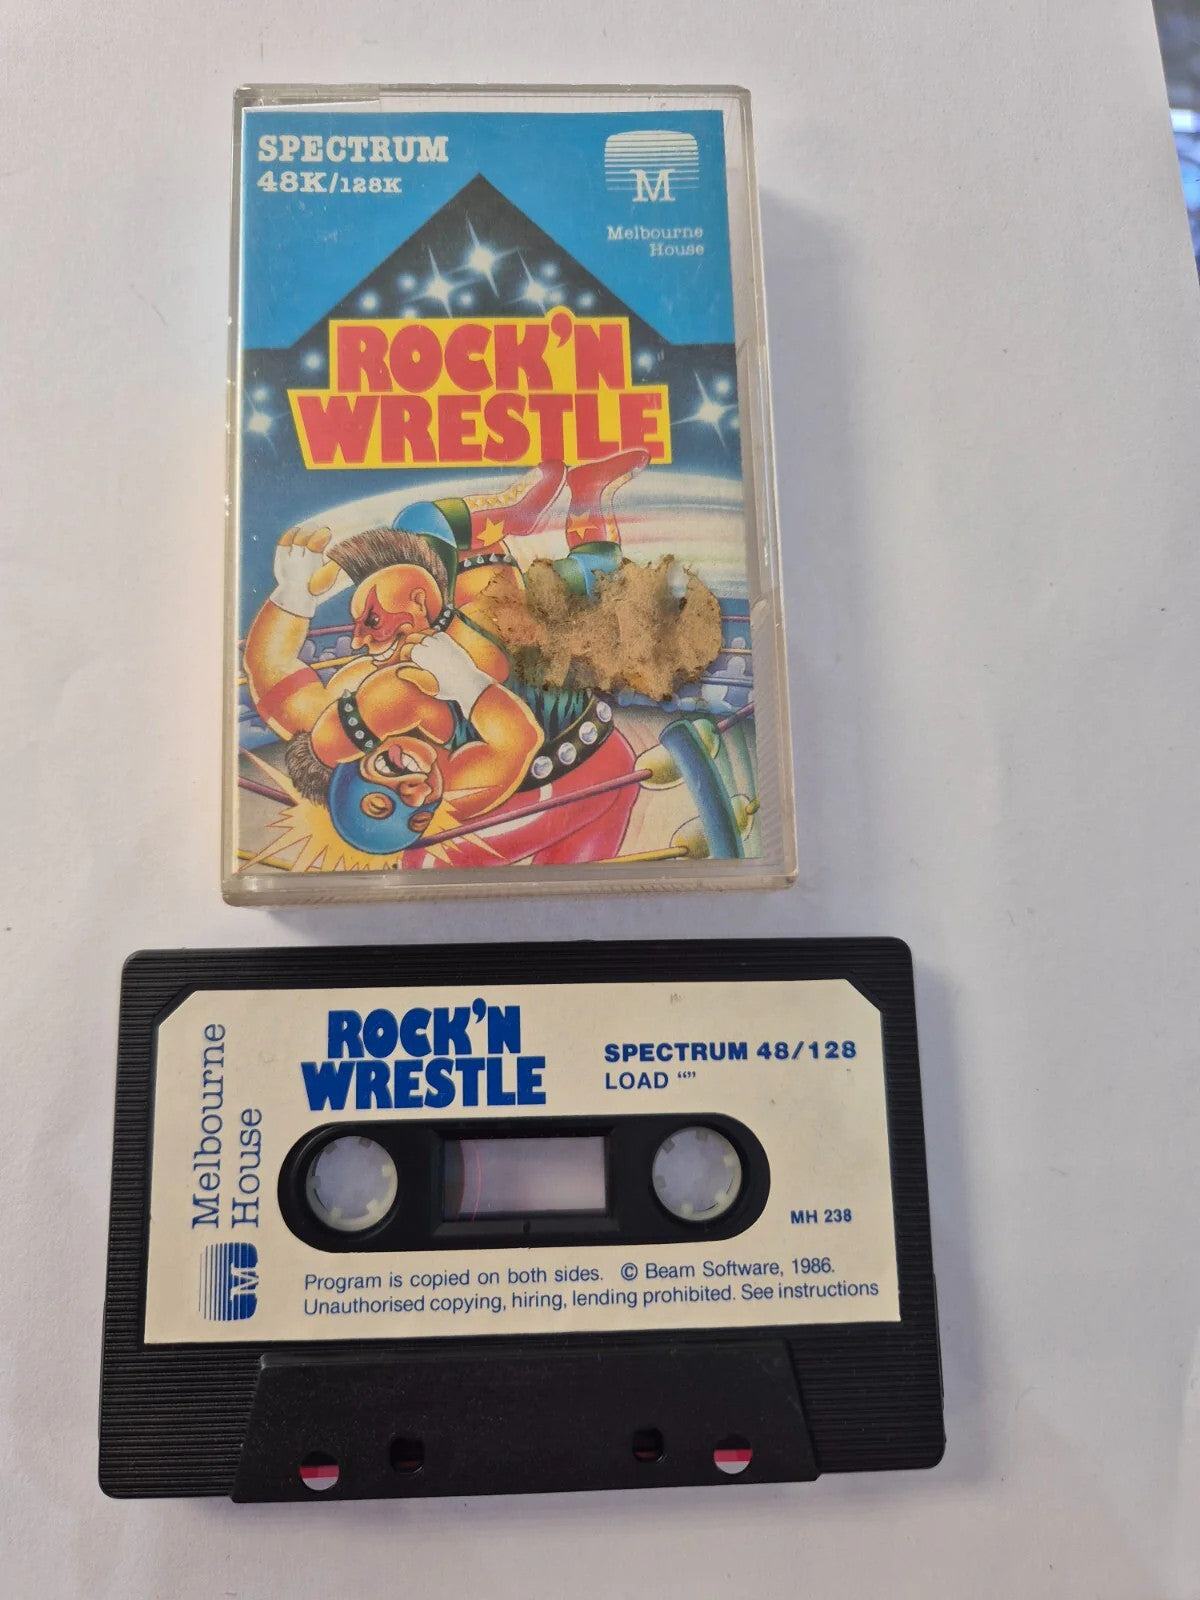 SPECTRUM
48K/128K
M
Melbourne
House
ROCK'N
WRESTLE
Melbourne
House
M
ROCK'N
WRESTLE
SPECTRUM 48/128
LOAD “”
MH 238
Program is copied on both sides. © Beam Software, 1986.
Unauthorised copying, hiring, lending prohibited. See instructions